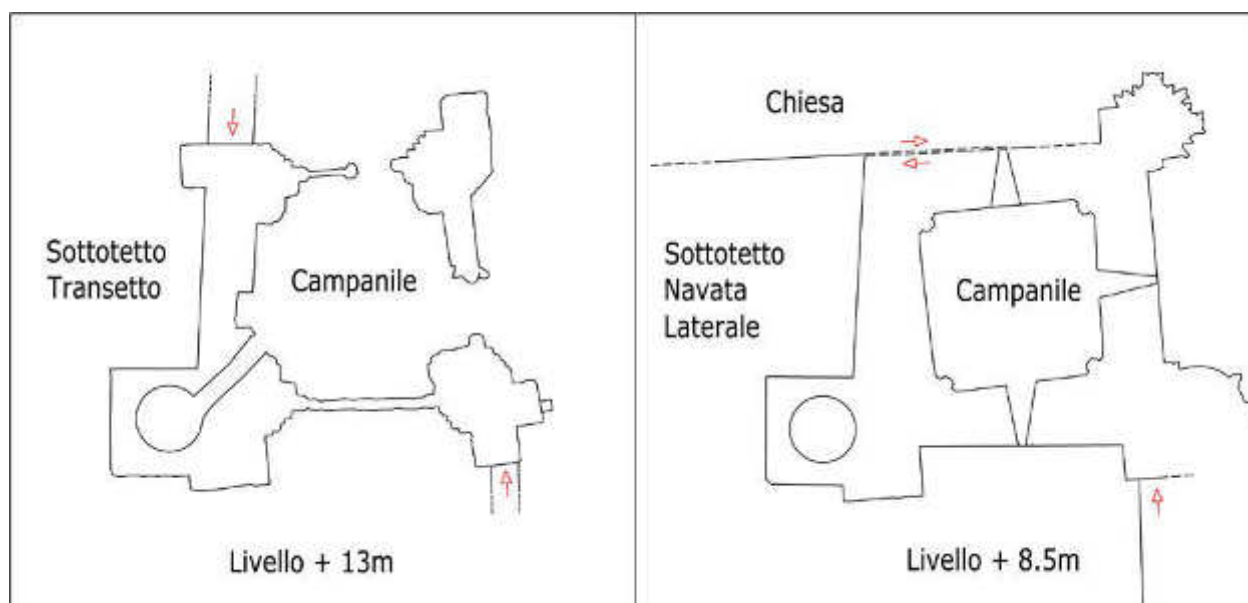 Sottotetto
Transetto
Campanile
Livello + 13m
Chiesa
Sottotetto
Navata
Laterale
Campanile
Livello + 8.5m